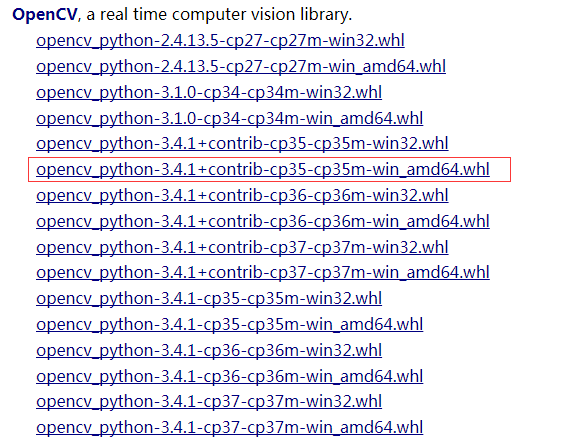 OpenCV, a real time computer vision library.
opencv_python-2.4.13.5-cp27-cp27m-win32.whl
opencv_python-2.4.13.5-cp27-cp27m-win_amd64.whl
opencv_python-3.1.0-cp34-cp34m-win32.whl
opencv_python-3.1.0-cp34-cp34m-win_amd64.whl
opencv_python-3.4.1+contrib-cp35-cp35m-win32.whl
opencv_python-3.4.1+contrib-cp35-cp35m-win_amd64.whl
opencv_python-3.4.1+contrib-cp36-cp36m-win32.whl
opencv_python-3.4.1+contrib-cp36-cp36m-win_amd64.whl
opencv_python-3.4.1+contrib-cp37-cp37m-win32.whl
opencv_python-3.4.1+contrib-cp37-cp37m-win_amd64.whl
opencv_python-3.4.1-cp35-cp35m-win32.whl
opencv_python-3.4.1-cp35-cp35m-win_amd64.whl
opencv_python-3.4.1-cp36-cp36m-win32.whl
opencv_python-3.4.1-cp36-cp36m-win_amd64.whl
opencv_python-3.4.1-cp37-cp37m-win32.whl
opencv_python-3.4.1-cp37-cp37m-win_amd64.whl